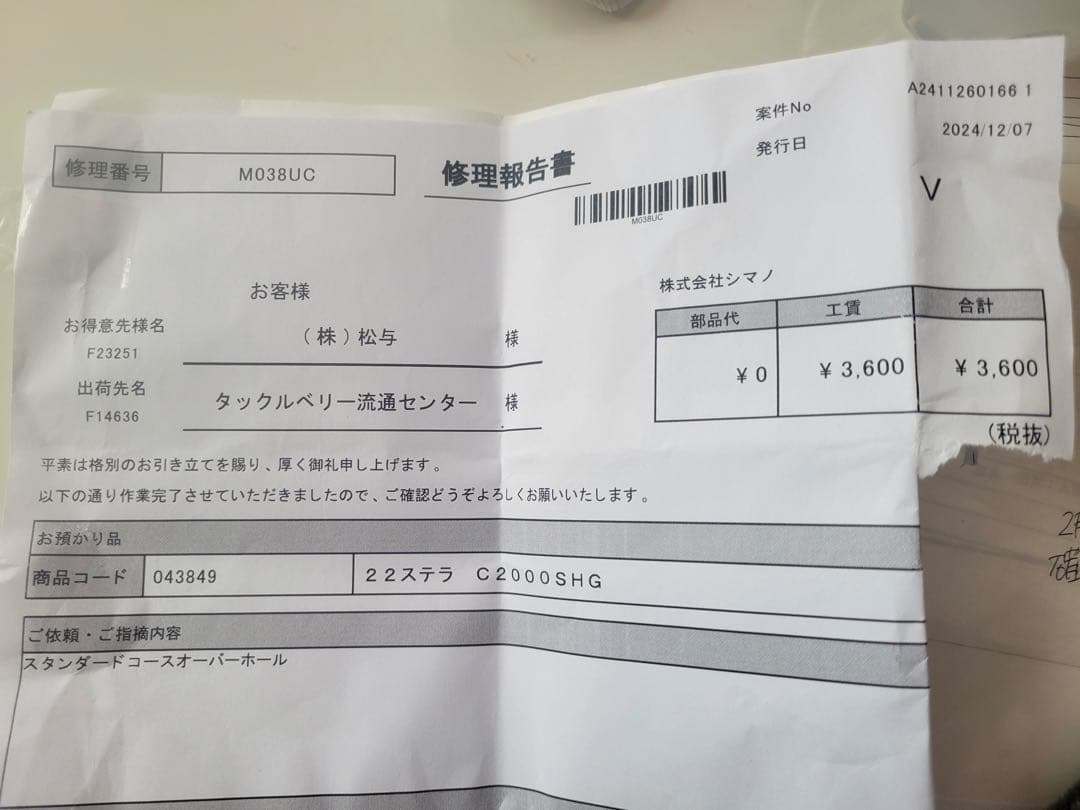 案件No A2411260166 1
発行日 2024/12/07
修理番号 M038UC
修理報告書
M038UC
V
お客様
株式会社シマノ
お得意先様名 (株)松与 様
F23251
部品代 工賃 合計
¥0 ¥3,600 ¥3,600
(税抜)
出荷先名 タックルベリー流通センター 様
F14636
平素は格別のお引き立てを賜り、厚く御礼申し上げます。
以下の通り作業完了させていただきましたので、ご確認どうぞよろしくお願いいたします。
お預かり品
商品コード 043849 22ステラ C2000SHG
ご依頼・ご指摘内容
スタンダードコースオーバーホール
確